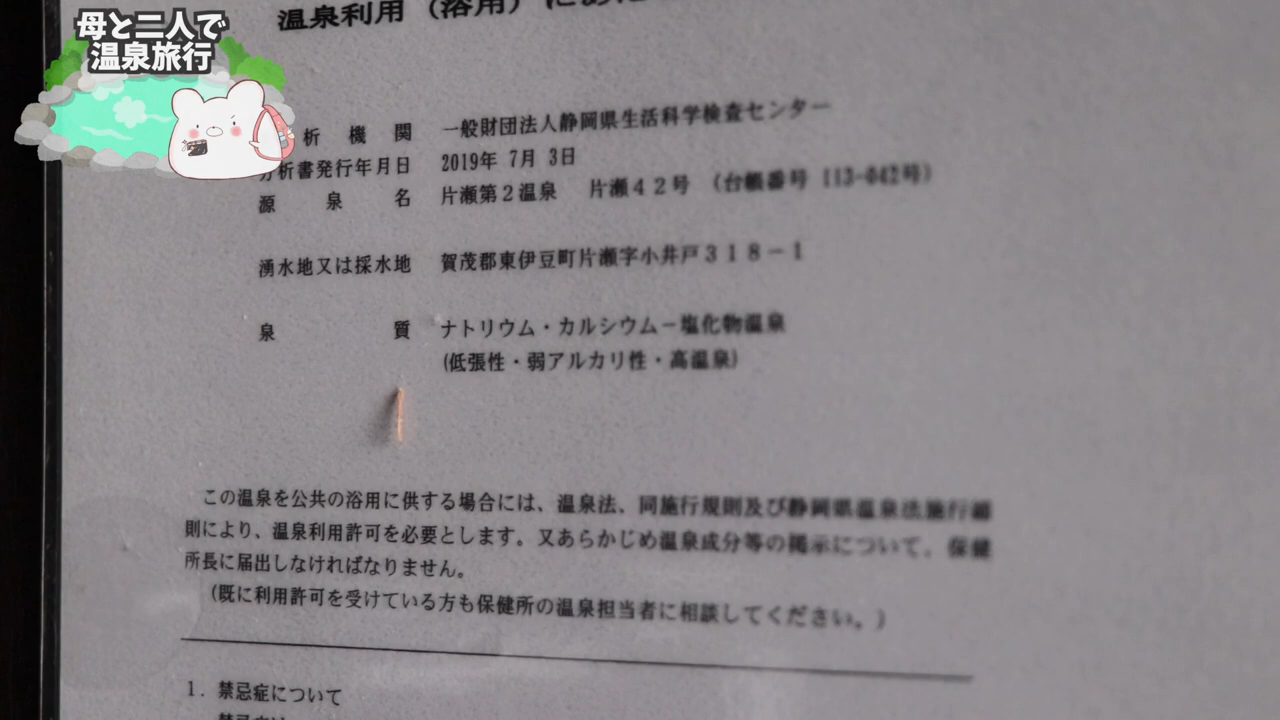 母と二人で
温泉旅行
温泉利用（浴用）
析機関 一般財団法人静岡県生活科学検査センター
分析書発行年月日 2019年 7月 3日
源泉名 片瀬第2温泉 片瀬42号 (台帳番号 113-042号)
湧水地又は採水地 賀茂郡東伊豆町片瀬字小井戸318－1
泉質 ナトリウム・カルシウム－塩化物温泉
(低張性・弱アルカリ性・高温泉)
この温泉を公共の浴用に供する場合には、温泉法、同施行規則及び静岡県温泉法施行細
則により、温泉利用許可を必要とします。又あらかじめ温泉成分等の掲示について、保健
所長に届出しなければなりません。
(既に利用許可を受けている方も保健所の温泉担当者に相談してください。)
1．禁忌症について